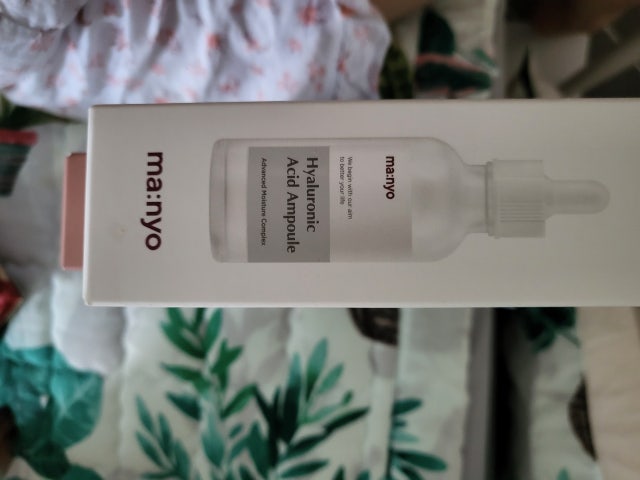 ma:nyo
We begin with our aim
to better your life
Hyaluronic
Acid Ampoule
Advanced Moisture Complex
ma:nyo